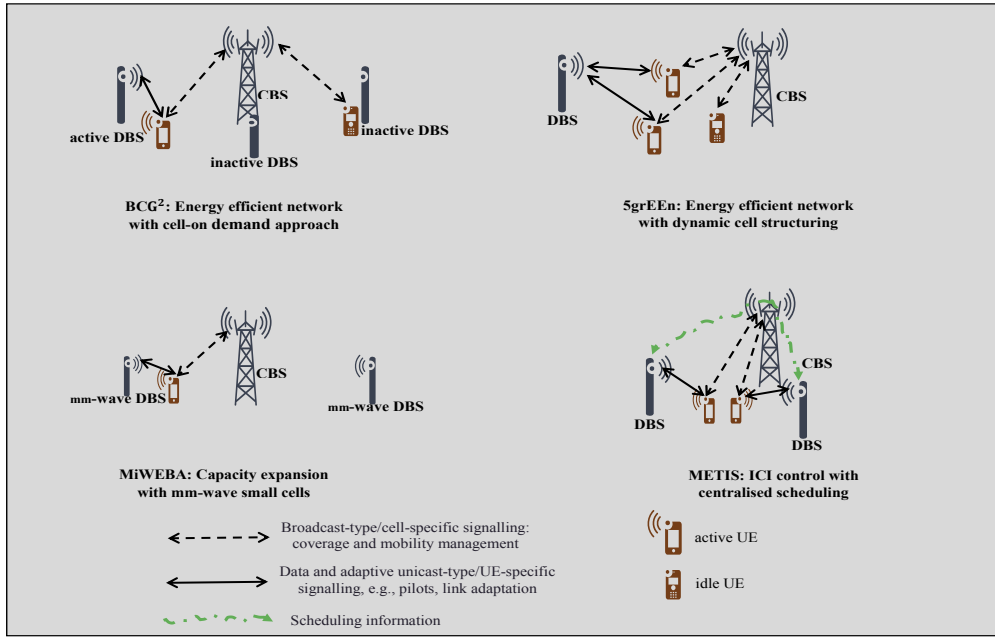 CBS
active DBS
inactive DBS
inactive DBS
BCG²: Energy efficient network
with cell-on demand approach
DBS
CBS
5grEEn: Energy efficient network
with dynamic cell structuring
CBS
mm-wave DBS
mm-wave DBS
MiWEBA: Capacity expansion
with mm-wave small cells
CBS
DBS
DBS
METIS: ICI control with
centralised scheduling
Broadcast-type/cell-specific signalling:
coverage and mobility management
Data and adaptive unicast-type/UE-specific
signalling, e.g., pilots, link adaptation
Scheduling information
active UE
idle UE